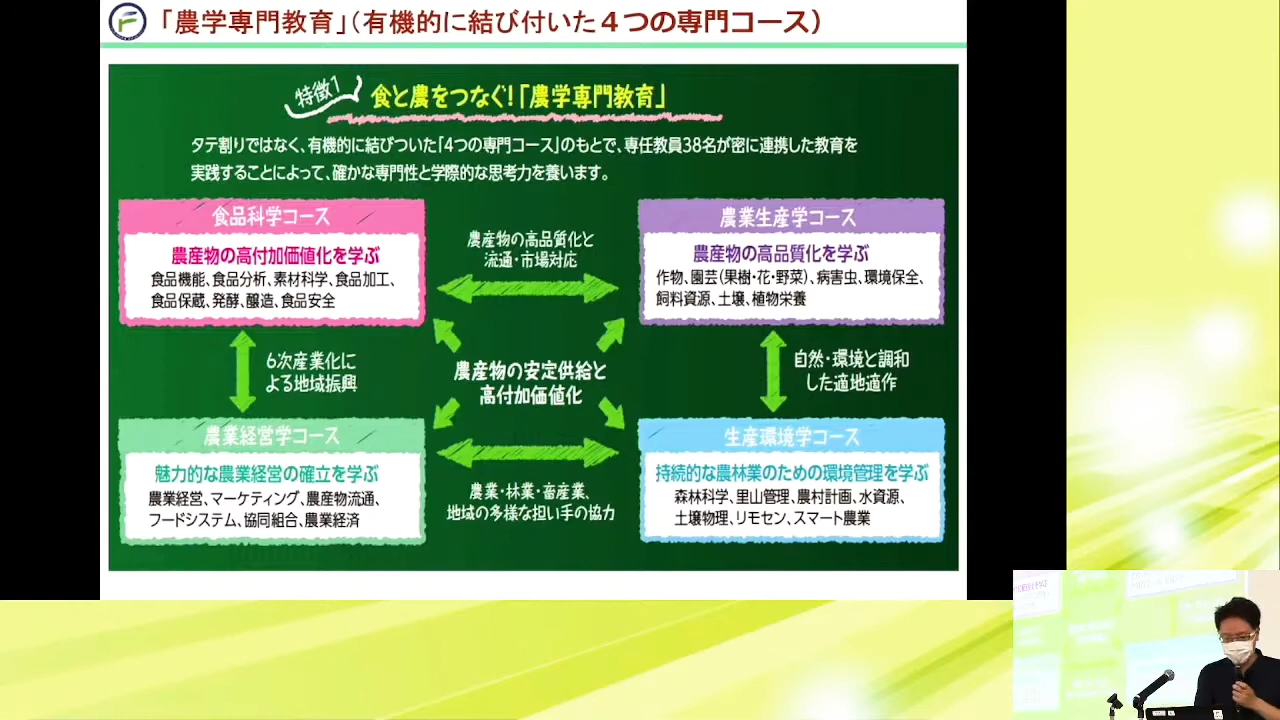 「農学専門教育」（有機的に結び付いた４つの専門コース）
特徴1
食と農をつなぐ!「農学専門教育」
タテ割りではなく、有機的に結びついた「4つの専門コース」のもとで、専任教員38名が密に連携した教育を
実践することによって、確かな専門性と学際的な思考力を養います。
食品科学コース
農産物の高付加価値化を学ぶ
食品機能、食品分析、素材科学、食品加工、
食品保蔵、発酵、醸造、食品安全
農産物の高品質化と
流通・市場対応
農業生産学コース
農産物の高品質化を学ぶ
作物、園芸(果樹・花・野菜)、病害虫、環境保全、
飼料資源、土壌、植物栄養
6次産業化に
よる地域振興
農産物の安定供給と
高付加価値化
自然・環境と調和
した適地適作
農業経営学コース
魅力的な農業経営の確立を学ぶ
農業経営、マーケティング、農産物流通、
フードシステム、協同組合、農業経済
農業・林業・畜産業、
地域の多様な担い手の協力
生産環境学コース
持続的な農林業のための環境管理を学ぶ
森林科学、里山管理、農村計画、水資源、
土壌物理、リモセン、スマート農業